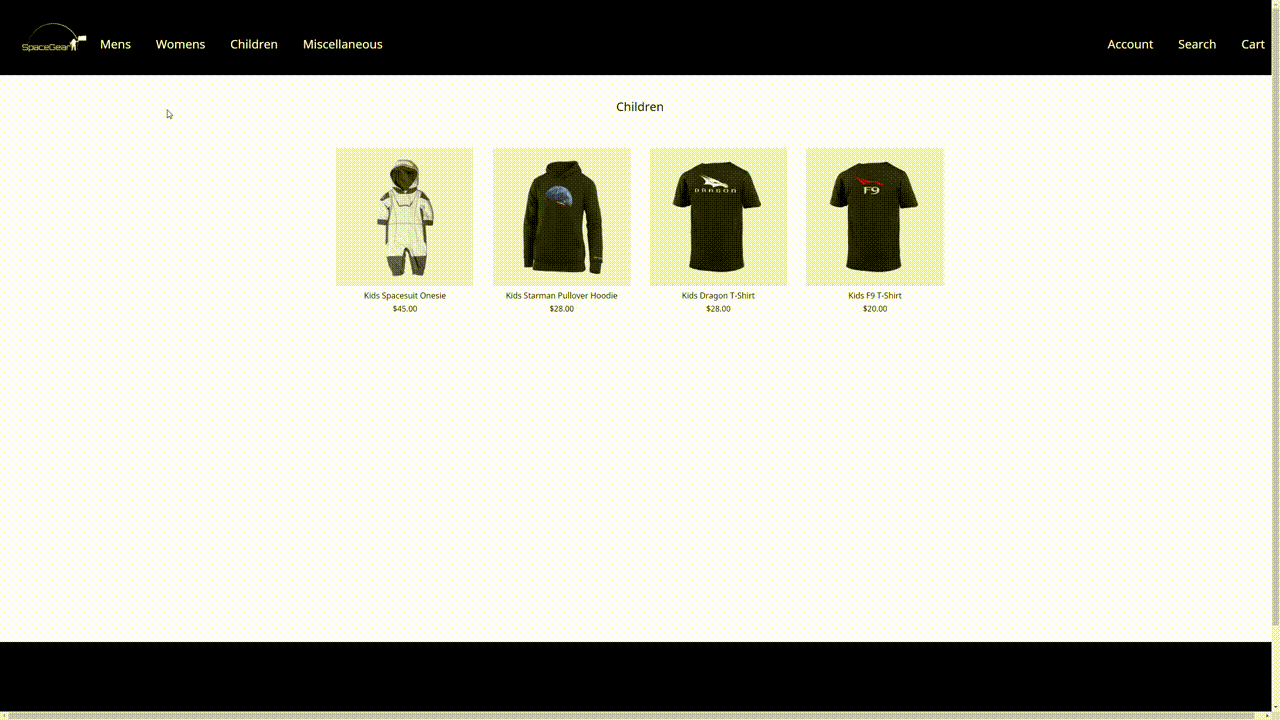 SpaceGear
Mens Womens Children Miscellaneous
Account Search Cart
Children
DRAGON
F9
Kids Spacesuit Onesie
$45.00
Kids Starman Pullover Hoodie
$28.00
Kids Dragon T-Shirt
$28.00
Kids F9 T-Shirt
$20.00